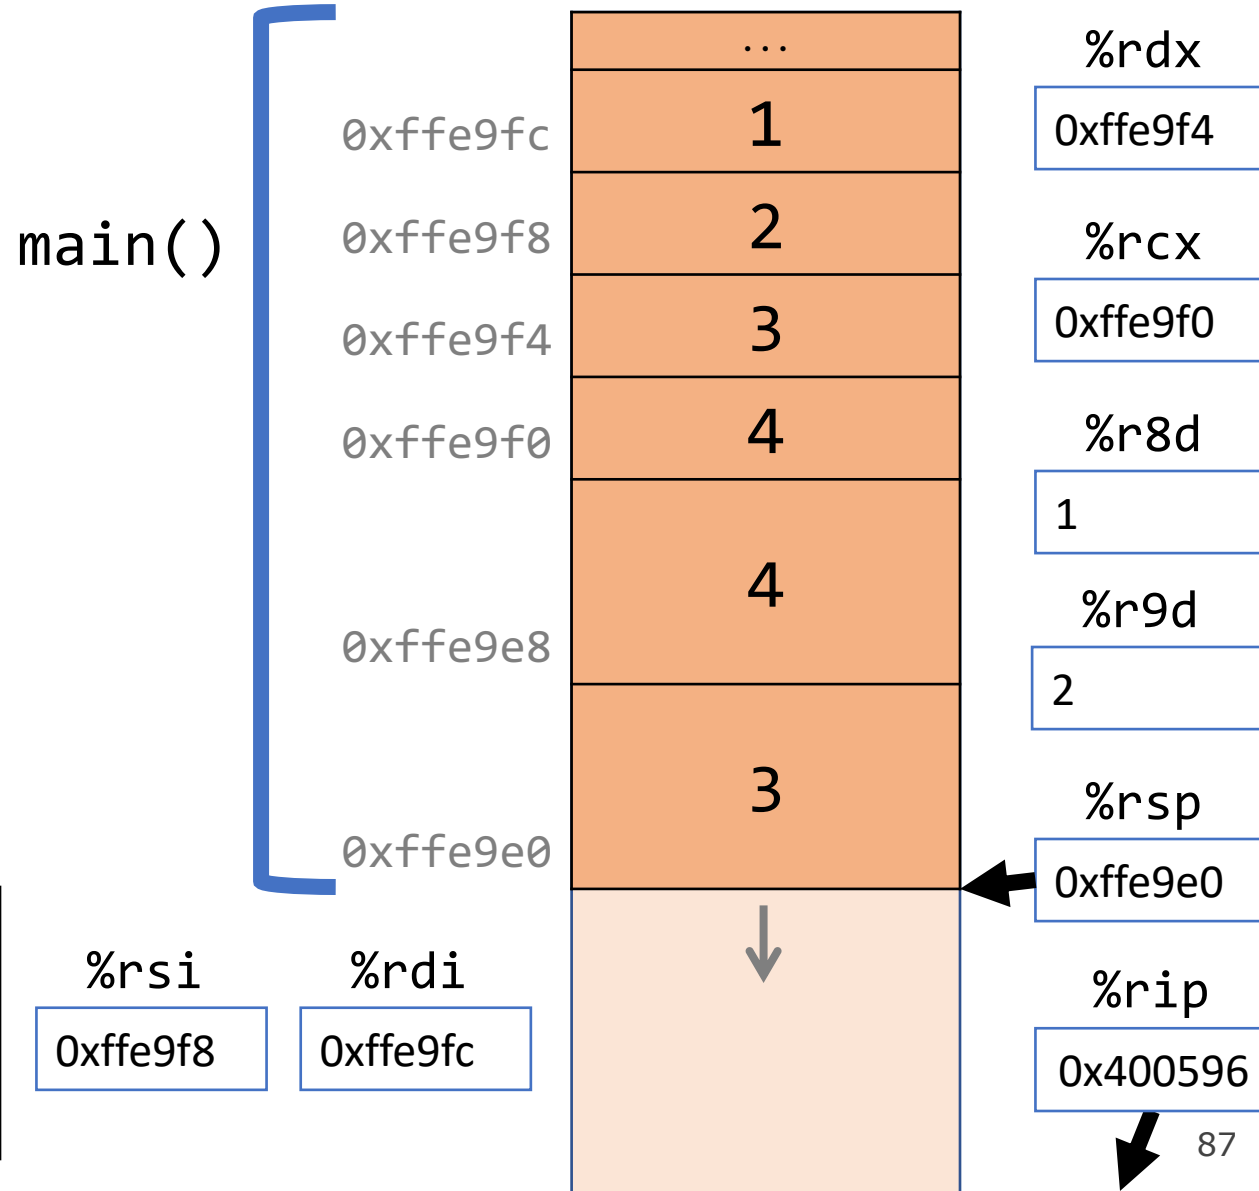 ...
%rdx
0xffe9fc
1
0xffe9f4
main()
0xffe9f8
2
%rcx
0xffe9f4
3
0xffe9f0
0xffe9f0
4
%r8d
1
4
%r9d
0xffe9e8
2
3
%rsp
0xffe9e0
0xffe9e0
%rsi
%rdi
%rip
0xffe9f8
0xffe9fc
0x400596
87